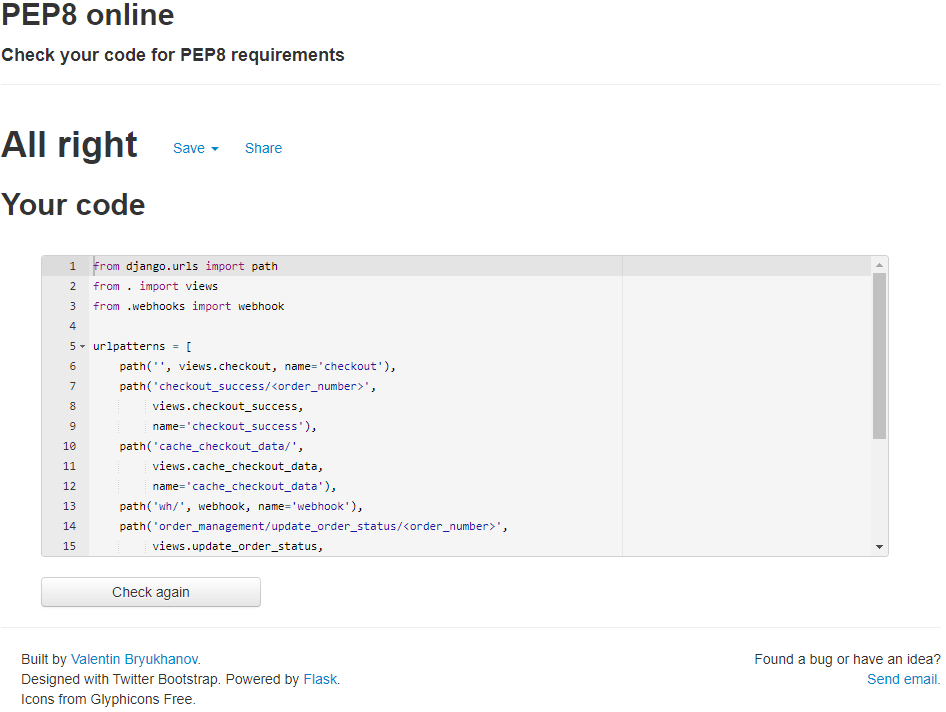 PEP8 online
Check your code for PEP8 requirements
All right Save Share
Your code
1 from django.urls import path
2 from . import views
3 from .webhooks import webhook
4
5 urlpatterns = [
6 path('', views.checkout, name='checkout'),
7 path('checkout_success/<order_number>',
8 views.checkout_success,
9 name='checkout_success'),
10 path('cache_checkout_data/',
11 views.cache_checkout_data,
12 name='cache_checkout_data'),
13 path('wh/', webhook, name='webhook'),
14 path('order_management/update_order_status/<order_number>',
15 views.update_order_status,
Check again
Built by Valentin Bryukhanov.
Designed with Twitter Bootstrap. Powered by Flask.
Icons from Glyphicons Free.
Found a bug or have an idea?
Send email.